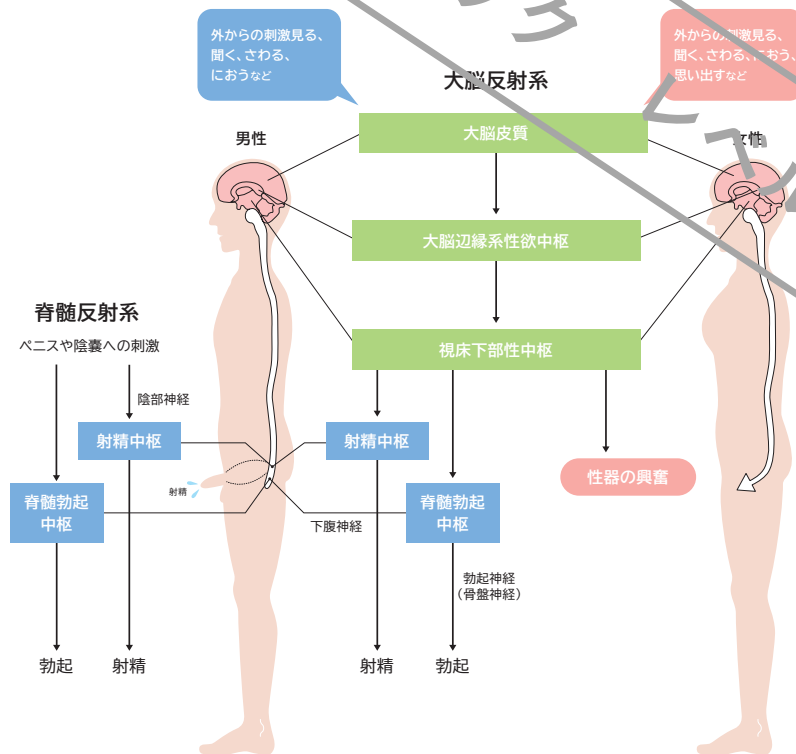 外からの刺激見る、
聞く、さわる、
におうなど
外からの刺激見る、
聞く、さわる、におう、
思い出すなど
大脳反射系
男性
大脳皮質
女性
大脳辺縁系性欲中枢
脊髄反射系
ペニスや陰嚢への刺激
視床下部性中枢
陰部神経
射精中枢
射精中枢
性器の興奮
射精
脊髄勃起
中枢
下腹神経
脊髄勃起
中枢
勃起神経
(骨盤神経)
勃起
射精
射精
勃起